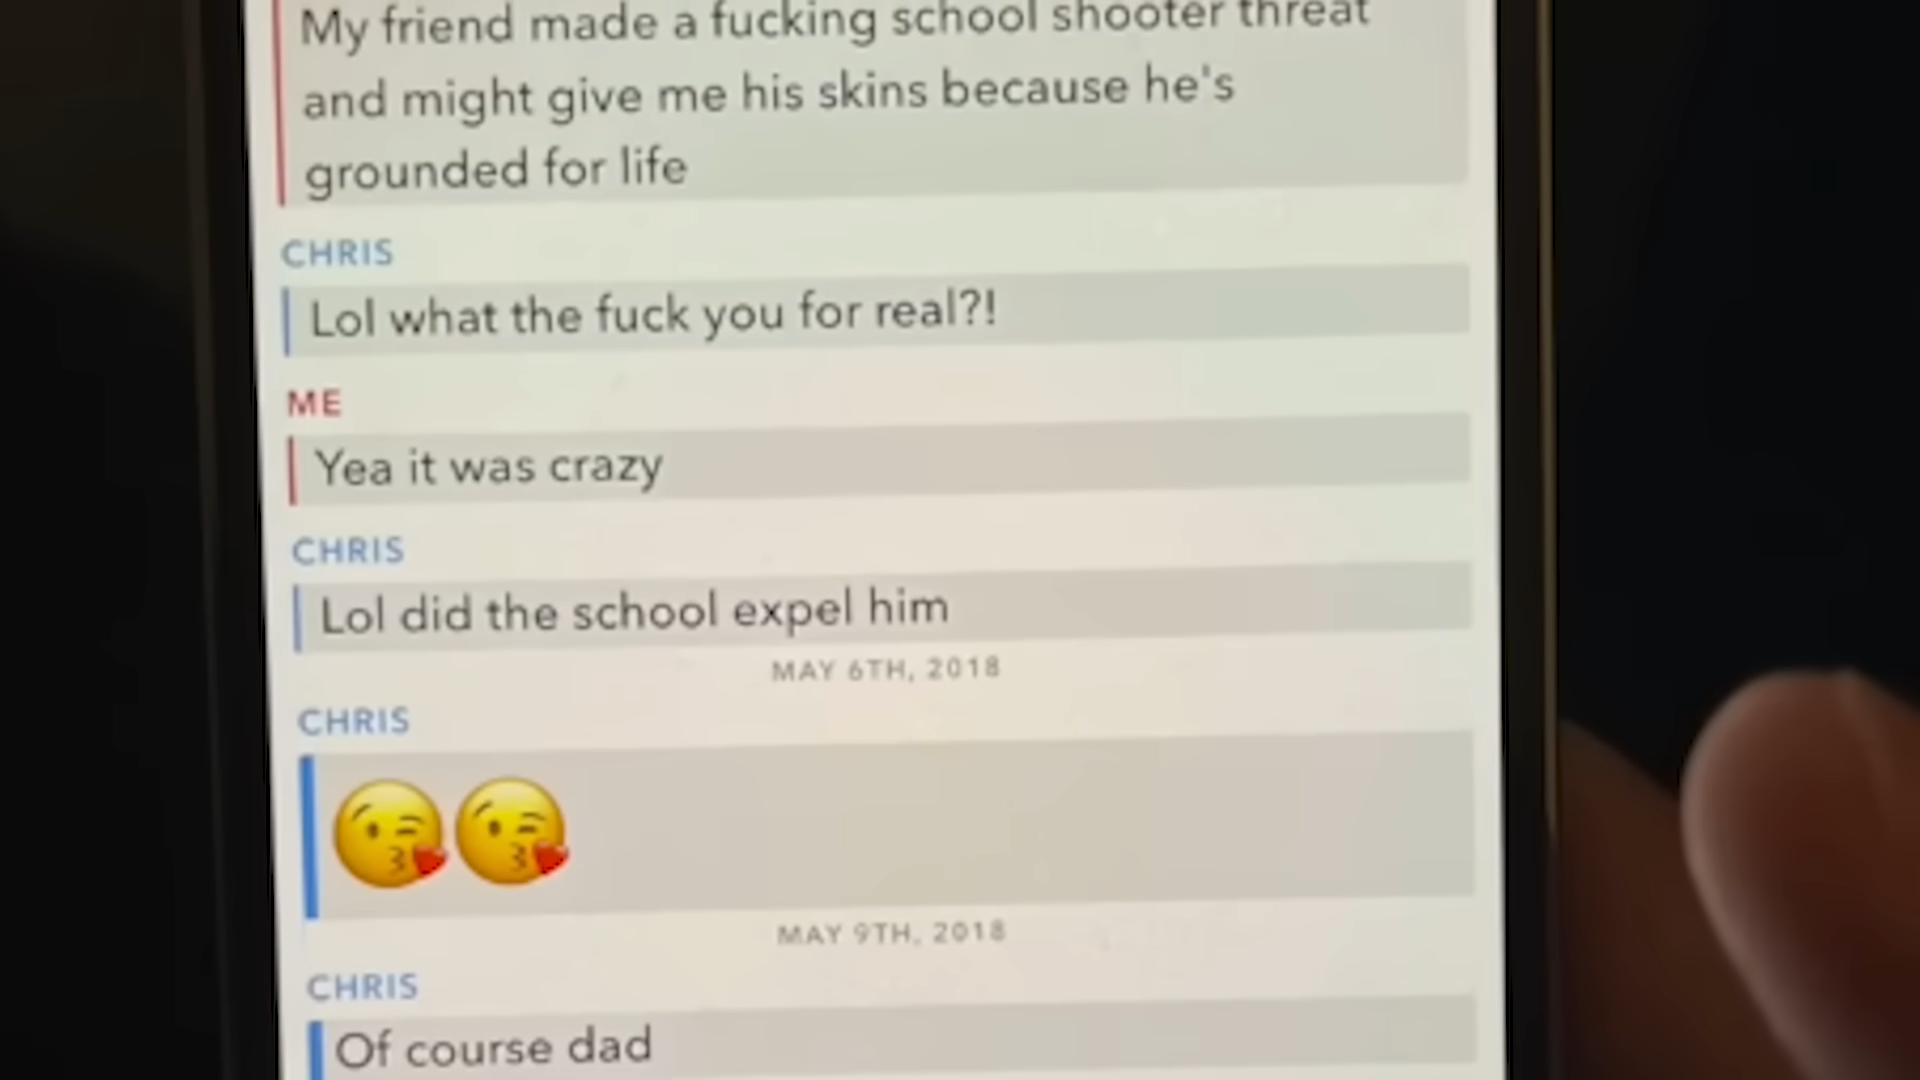 My friend made a fucking school shooter threat
and might give me his skins because he's
grounded for life
CHRIS
Lol what the fuck you for real?!
ME
Yea it was crazy
CHRIS
Lol did the school expel him
MAY 6TH, 2018
CHRIS
😘😘
MAY 9TH, 2018
CHRIS
Of course dad